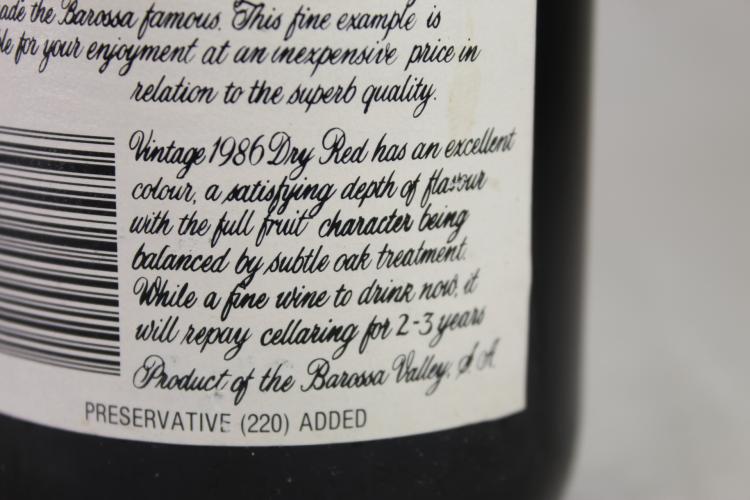 ade the Barossa famous. This fine example is
le for your enjoyment at an inexpensive price in
relation to the superb quality.
Vintage 1986 Dry Red has an excellent
colour, a satisfying depth of flavour
with the full fruit character being
balanced by subtle oak treatment.
While a fine wine to drink now, it
will repay cellaring for 2-3 years
Product of the Barossa Valley, S.A.
PRESERVATIVE (220) ADDED